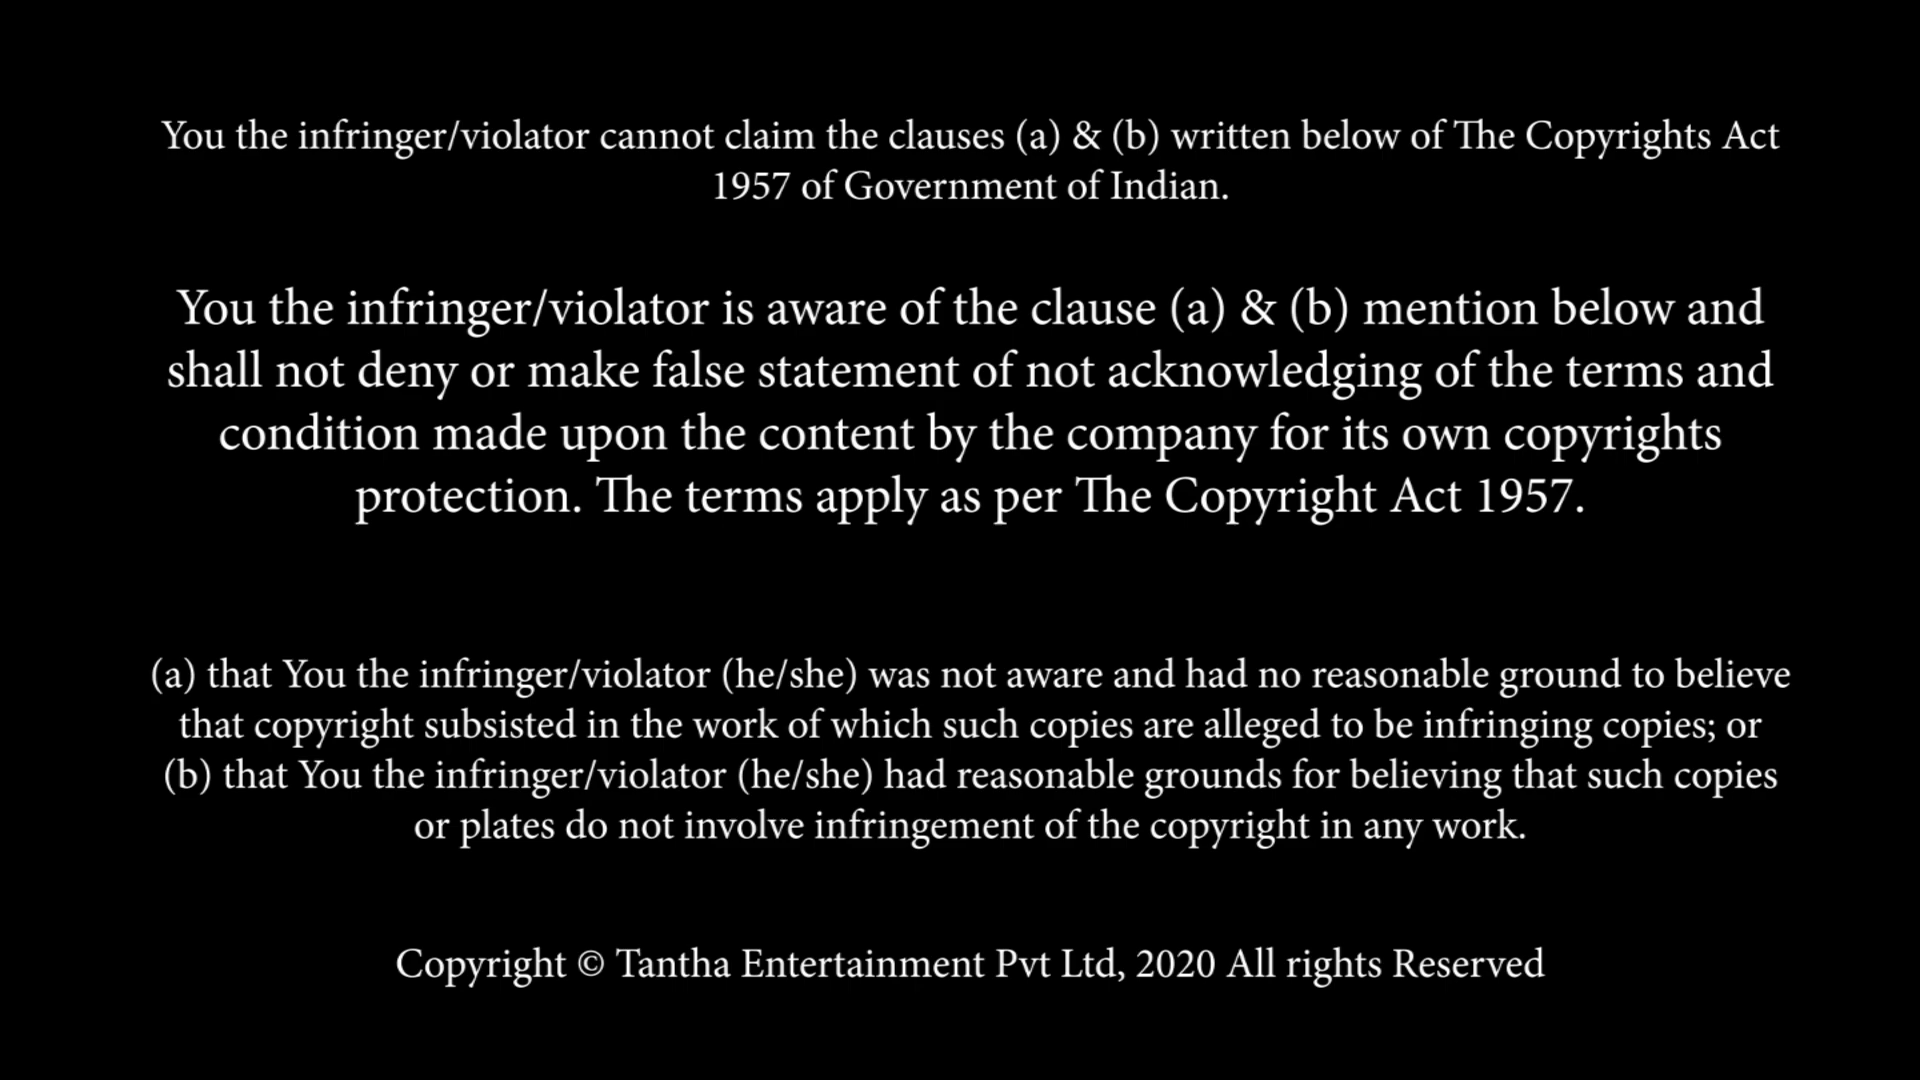 You the infringer/violator cannot claim the clauses (a) & (b) written below of The Copyrights Act
1957 of Government of Indian.
You the infringer/violator is aware of the clause (a) & (b) mention below and
shall not deny or make false statement of not acknowledging of the terms and
condition made upon the content by the company for its own copyrights
protection. The terms apply as per The Copyright Act 1957.
(a) that You the infringer/violator (he/she) was not aware and had no reasonable ground to believe
that copyright subsisted in the work of which such copies are alleged to be infringing copies; or
(b) that You the infringer/violator (he/she) had reasonable grounds for believing that such copies
or plates do not involve infringement of the copyright in any work.
Copyright © Tantha Entertainment Pvt Ltd, 2020 All rights Reserved